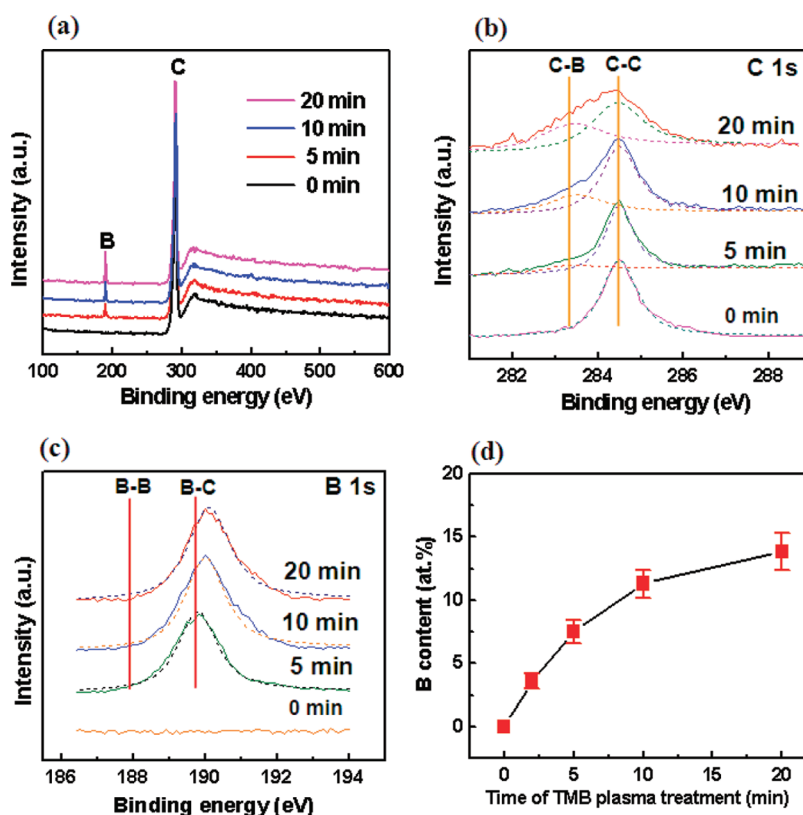 (a)
B
C
20 min
10 min
5 min
0 min
Intensity (a.u.)
100 200 300 400 500 600
Binding energy (eV)
(b)
C-B C-C C 1s
20 min
10 min
5 min
0 min
Intensity (a.u.)
282 284 286 288
Binding energy (eV)
(c)
B-B B-C B 1s
20 min
10 min
5 min
0 min
Intensity (a.u.)
186 188 190 192 194
Binding energy (eV)
(d)
20
15
10
5
0
B content (at.%)
0 5 10 15 20
Time of TMB plasma treatment (min)